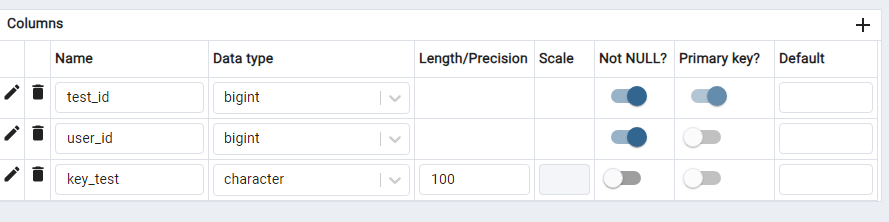 Columns
Name Data type Length/Precision Scale Not NULL? Primary key? Default
test_id bigint
user_id bigint
key_test character 100